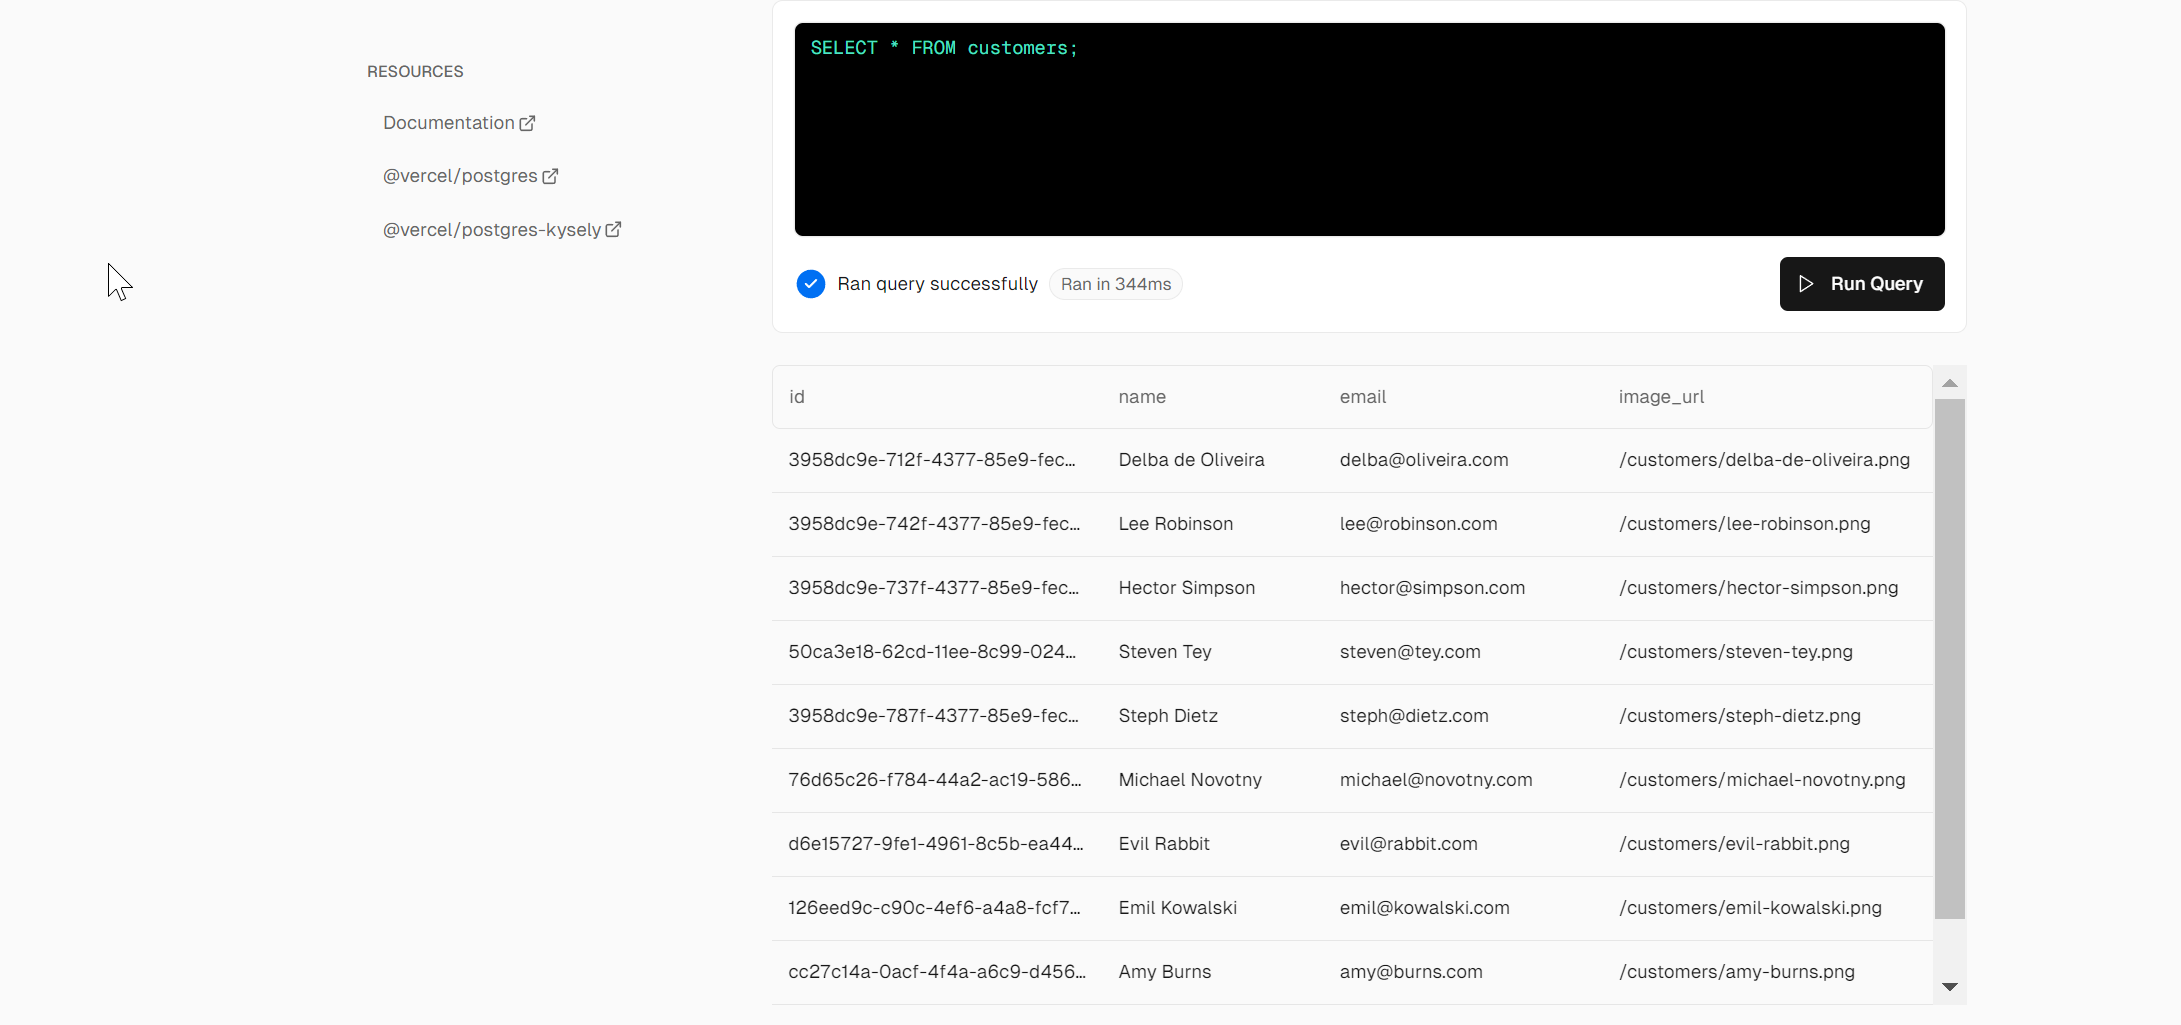 RESOURCES
Documentation
@vercel/postgres
@vercel/postgres-kysely
SELECT * FROM customers;
Ran query successfully Ran in 344ms
Run Query
id name email image_url
3958dc9e-712f-4377-85e9-fec... Delba de Oliveira delba@oliveira.com /customers/delba-de-oliveira.png
3958dc9e-742f-4377-85e9-fec... Lee Robinson lee@robinson.com /customers/lee-robinson.png
3958dc9e-737f-4377-85e9-fec... Hector Simpson hector@simpson.com /customers/hector-simpson.png
50ca3e18-62cd-11ee-8c99-024... Steven Tey steven@tey.com /customers/steven-tey.png
3958dc9e-787f-4377-85e9-fec... Steph Dietz steph@dietz.com /customers/steph-dietz.png
76d65c26-f784-44a2-ac19-586... Michael Novotny michael@novotny.com /customers/michael-novotny.png
d6e15727-9fe1-4961-8c5b-ea44... Evil Rabbit evil@rabbit.com /customers/evil-rabbit.png
126eed9c-c90c-4ef6-a4a8-fcf7... Emil Kowalski emil@kowalski.com /customers/emil-kowalski.png
cc27c14a-0acf-4f4a-a6c9-d456... Amy Burns amy@burns.com /customers/amy-burns.png